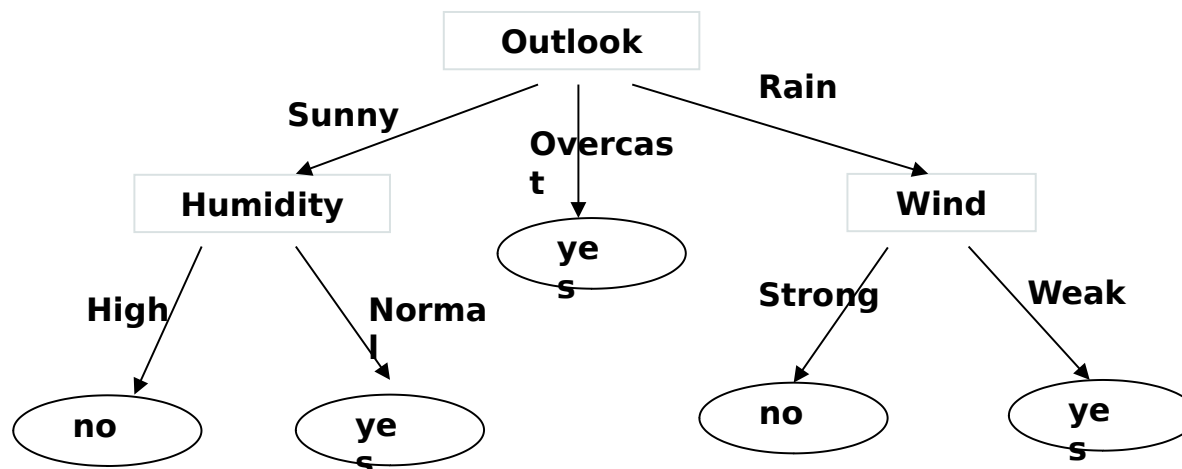 Outlook
Rain
Sunny
Overcas
t
Humidity
Wind
ye
s
High
Norma
l
Strong
Weak
no
ye
s
no
ye
s